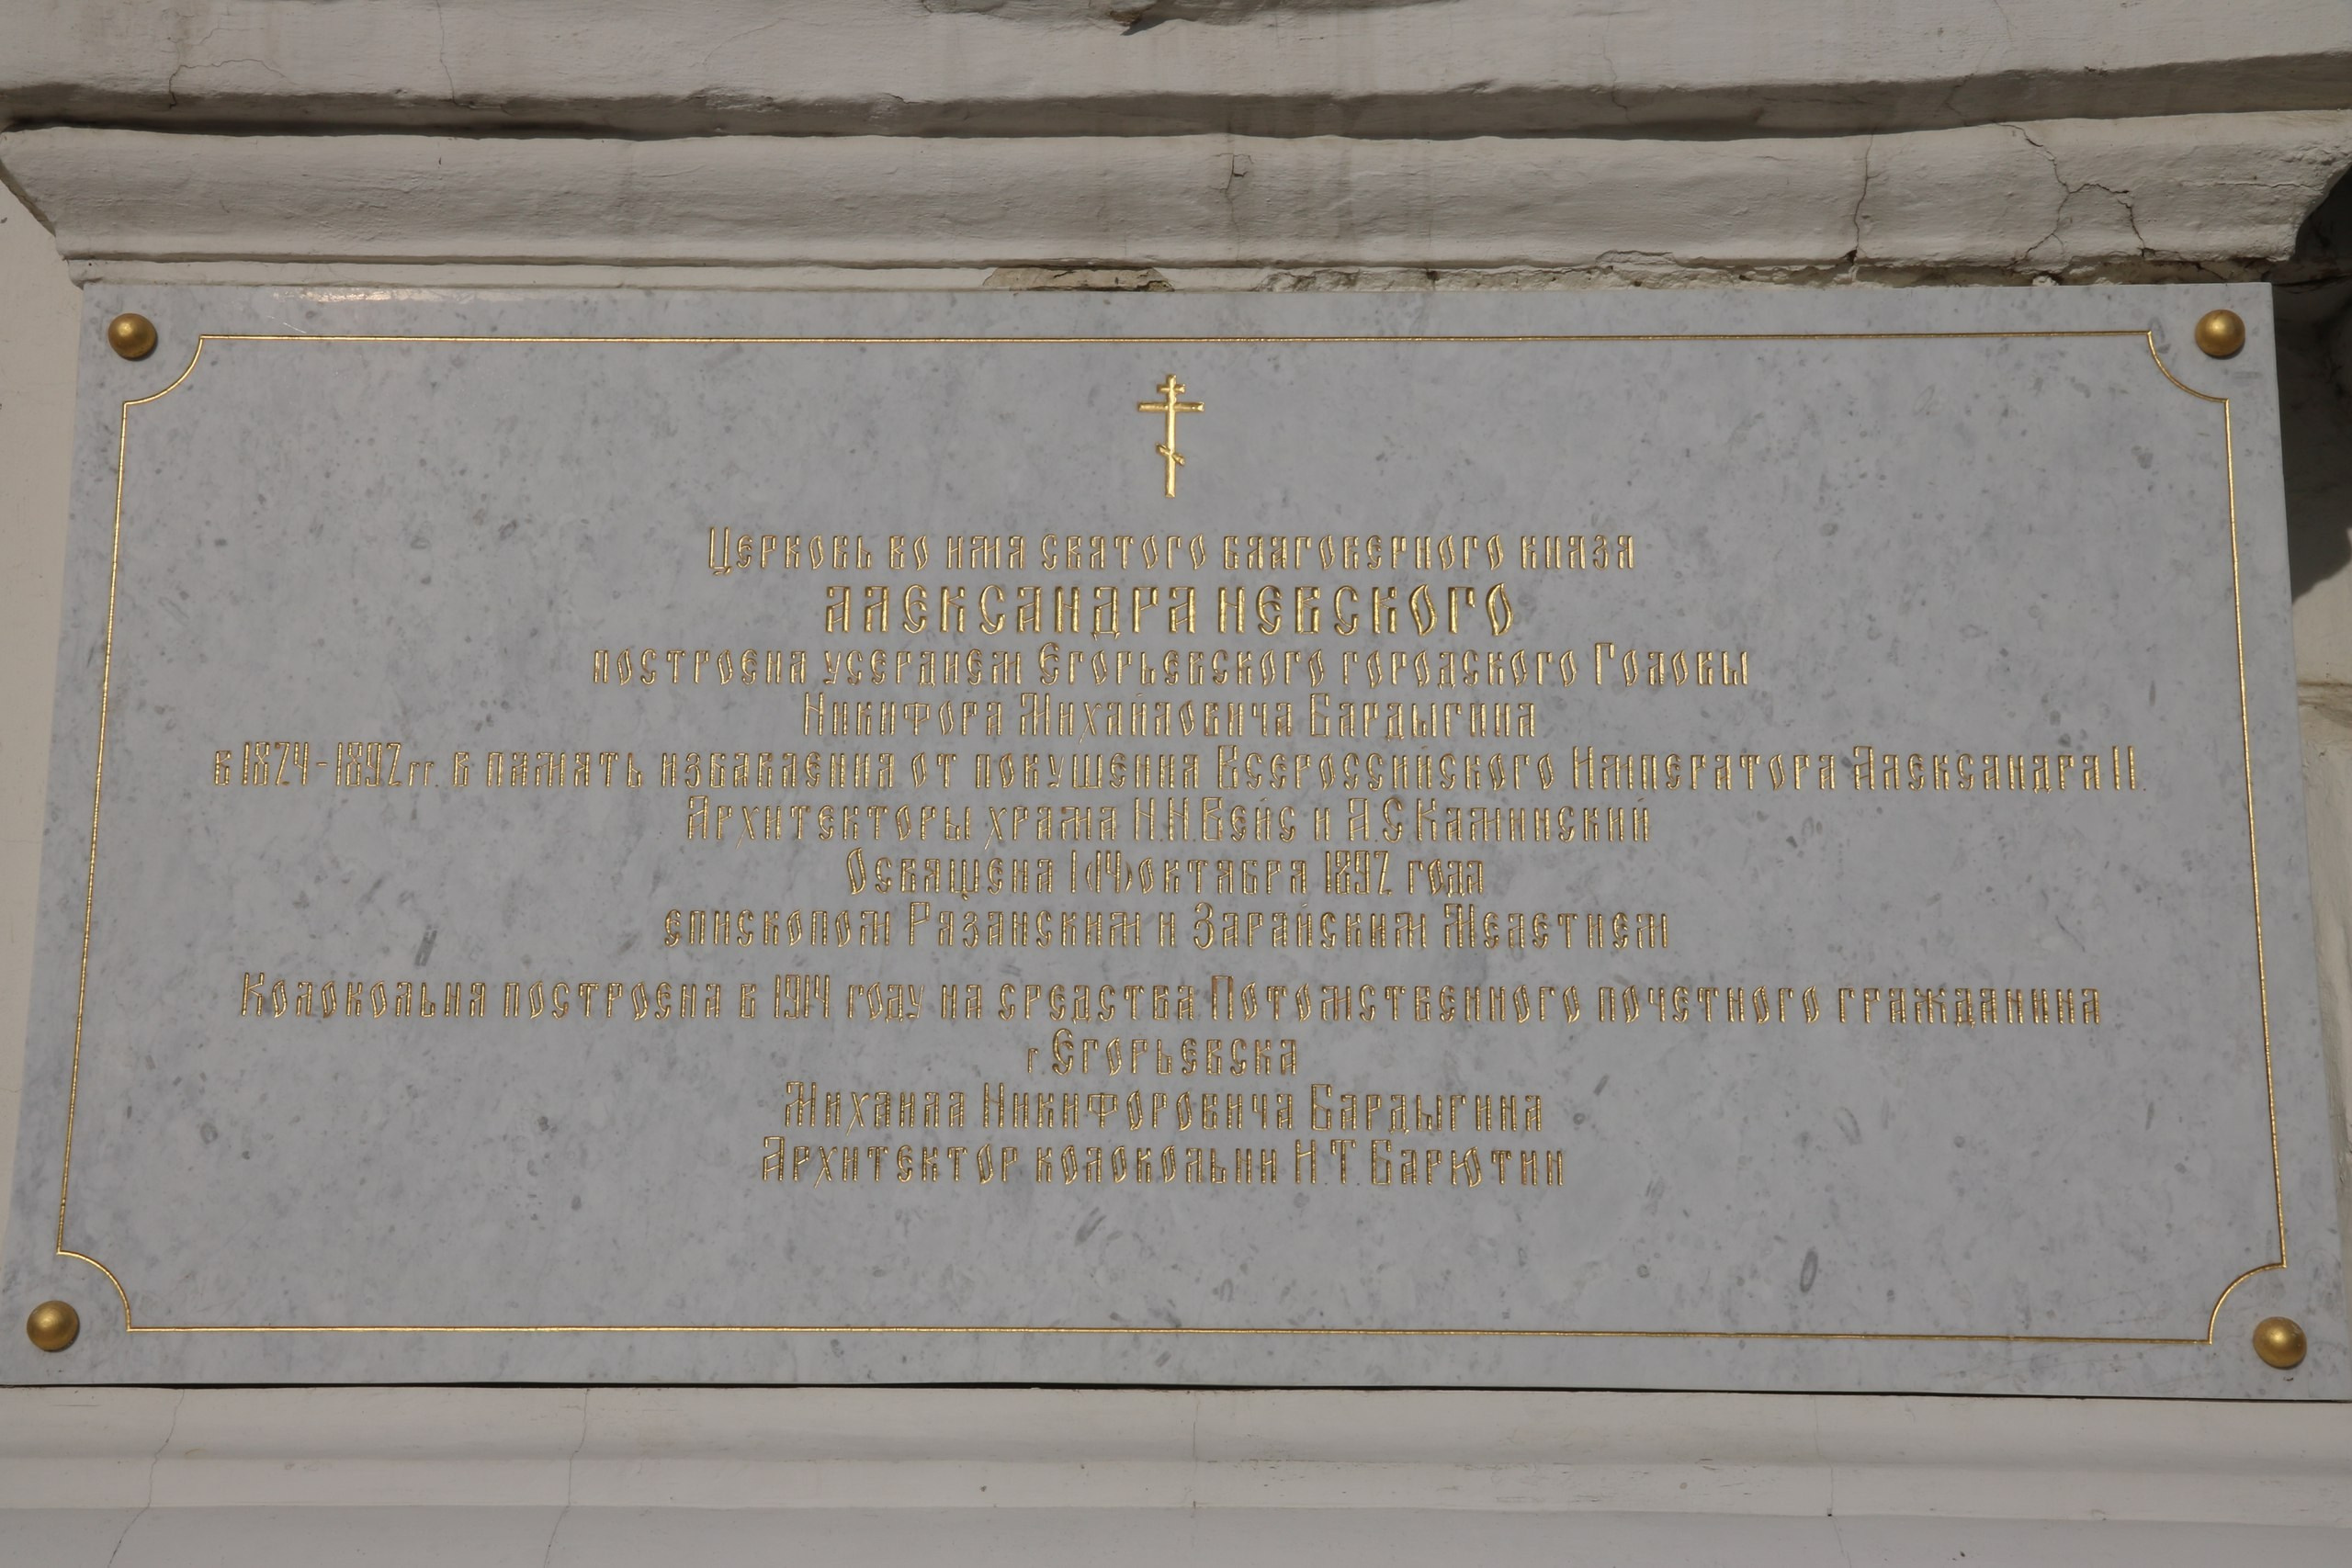 Церковь во имя святого благоверного князя
АЛЕКСАНДРА НЕВСКОГО
построена усердием Егорьевского городского Головы
Никифора Михайловича Бардыгина
в 1824-1892 гг. в память избавления от покушения Всероссийского Императора Александра II.
Архитекторы храма Н.Н.Вейс и А.С.Каминский
Освящена 1 (14) октября 1897 года
епископом Рязанским и Зарайским Мелетием
Колокольня построена в 1914 году на средства Потомственного почетного гражданина
г.Егорьевска
Михаила Никифоровича Бардыгина
Архитектор колокольни И.Т.Барютин